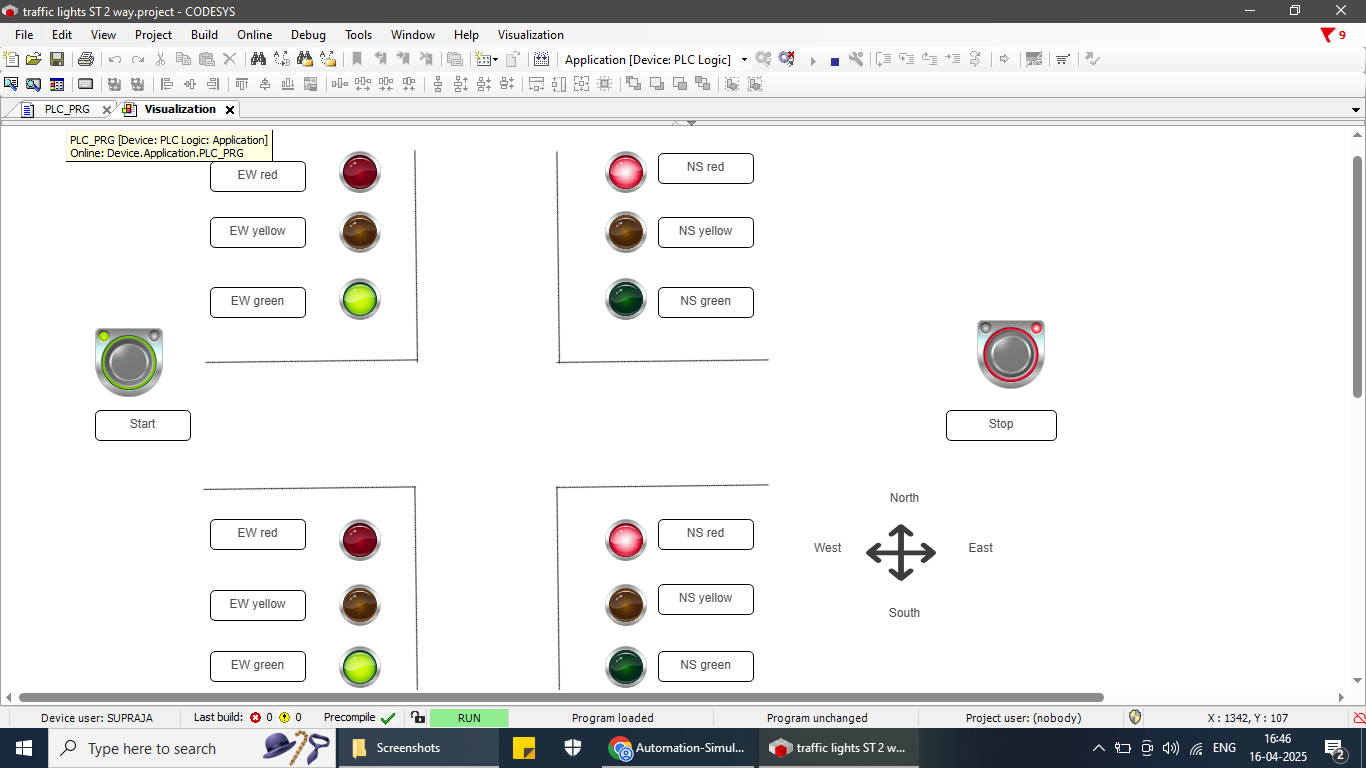 traffic lights ST 2 way.project - CODESYS
File Edit View Project Build Online Debug Tools Window Help Visualization
9
Application [Device: PLC Logic]
PLC_PRG Visualization
PLC_PRG [Device: PLC Logic: Application]
Online: Device.Application.PLC_PRG
EW red NS red
EW yellow NS yellow
EW green NS green
Start Stop
North
EW red NS red
West East
EW yellow NS yellow
South
EW green NS green
Device user: SUPRAJA Last build: 0 0 Precompile RUN Program loaded Program unchanged Project user: (nobody) X : 1342, Y : 107
Type here to search Screenshots Automation-Simul... traffic lights ST 2 w... ENG 16:46
16-04-2025 2